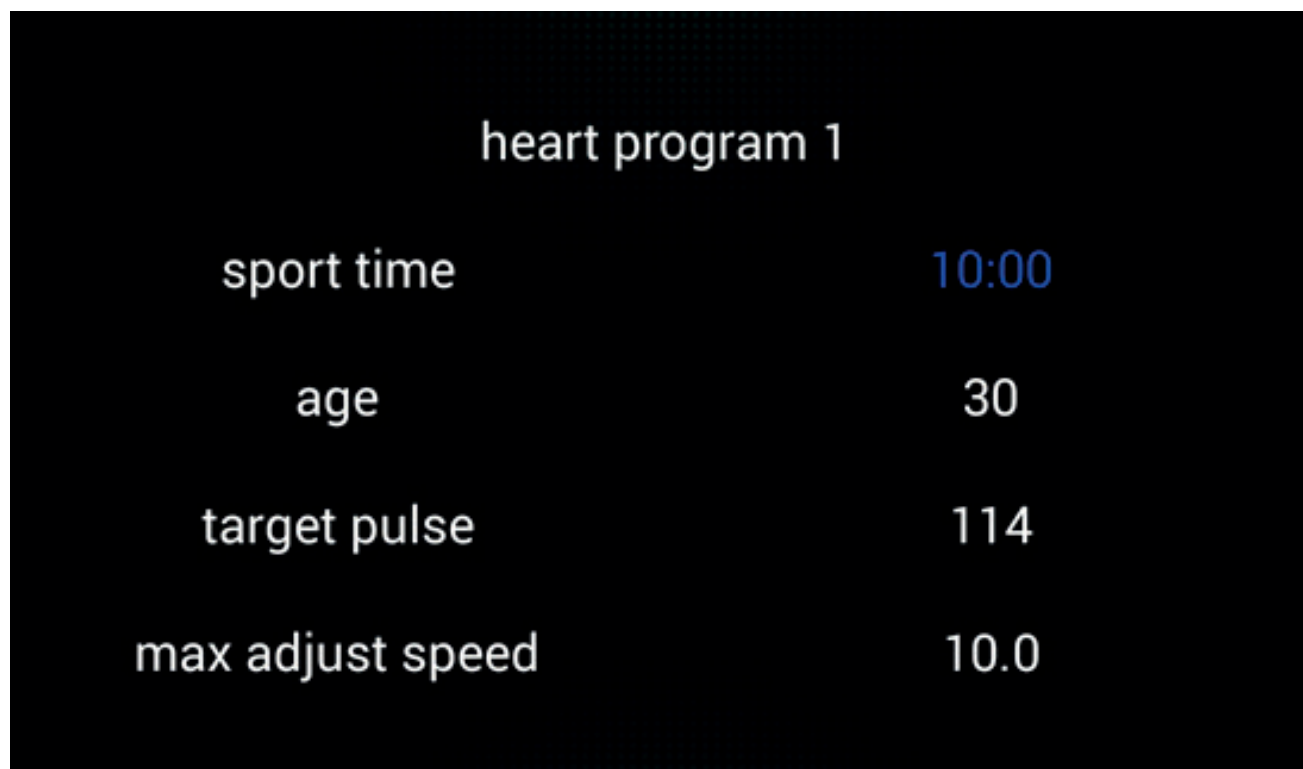 heart program 1
sport time 10:00
age 30
target pulse 114
max adjust speed 10.0